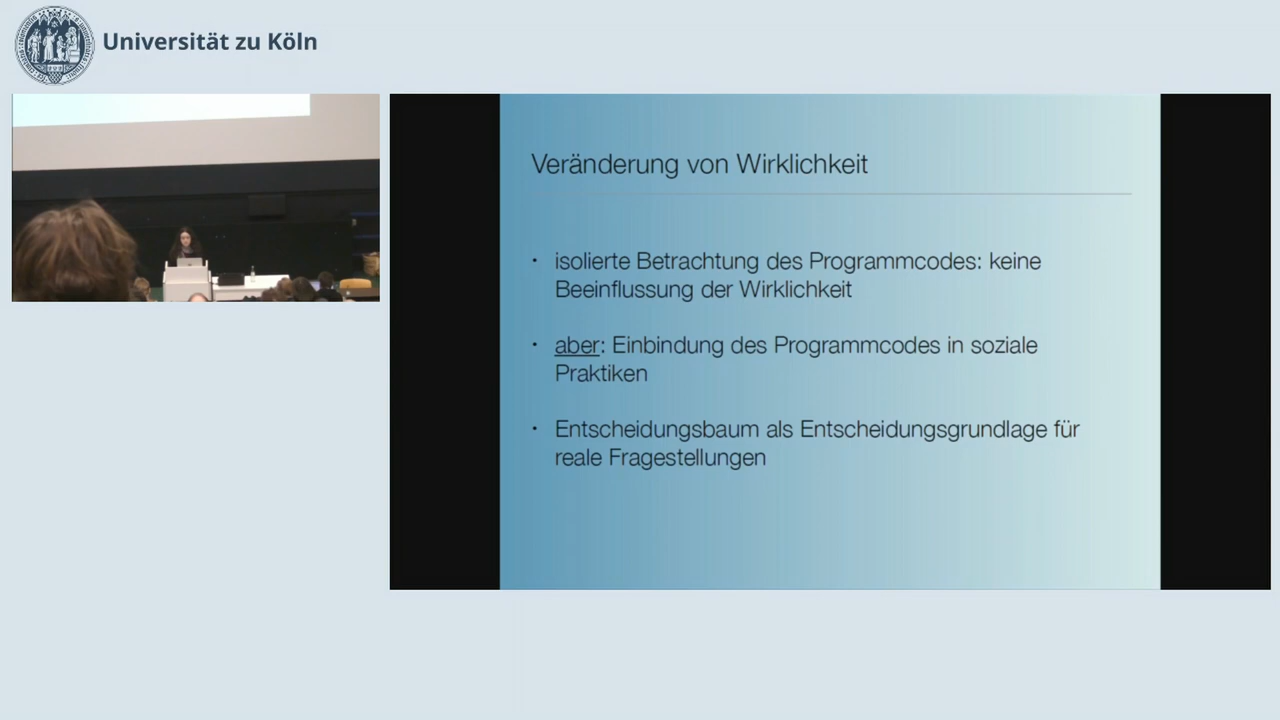 Universität zu Köln
Veränderung von Wirklichkeit
• isolierte Betrachtung des Programmcodes: keine
Beeinflussung der Wirklichkeit
• aber: Einbindung des Programmcodes in soziale
Praktiken
• Entscheidungsbaum als Entscheidungsgrundlage für
reale Fragestellungen